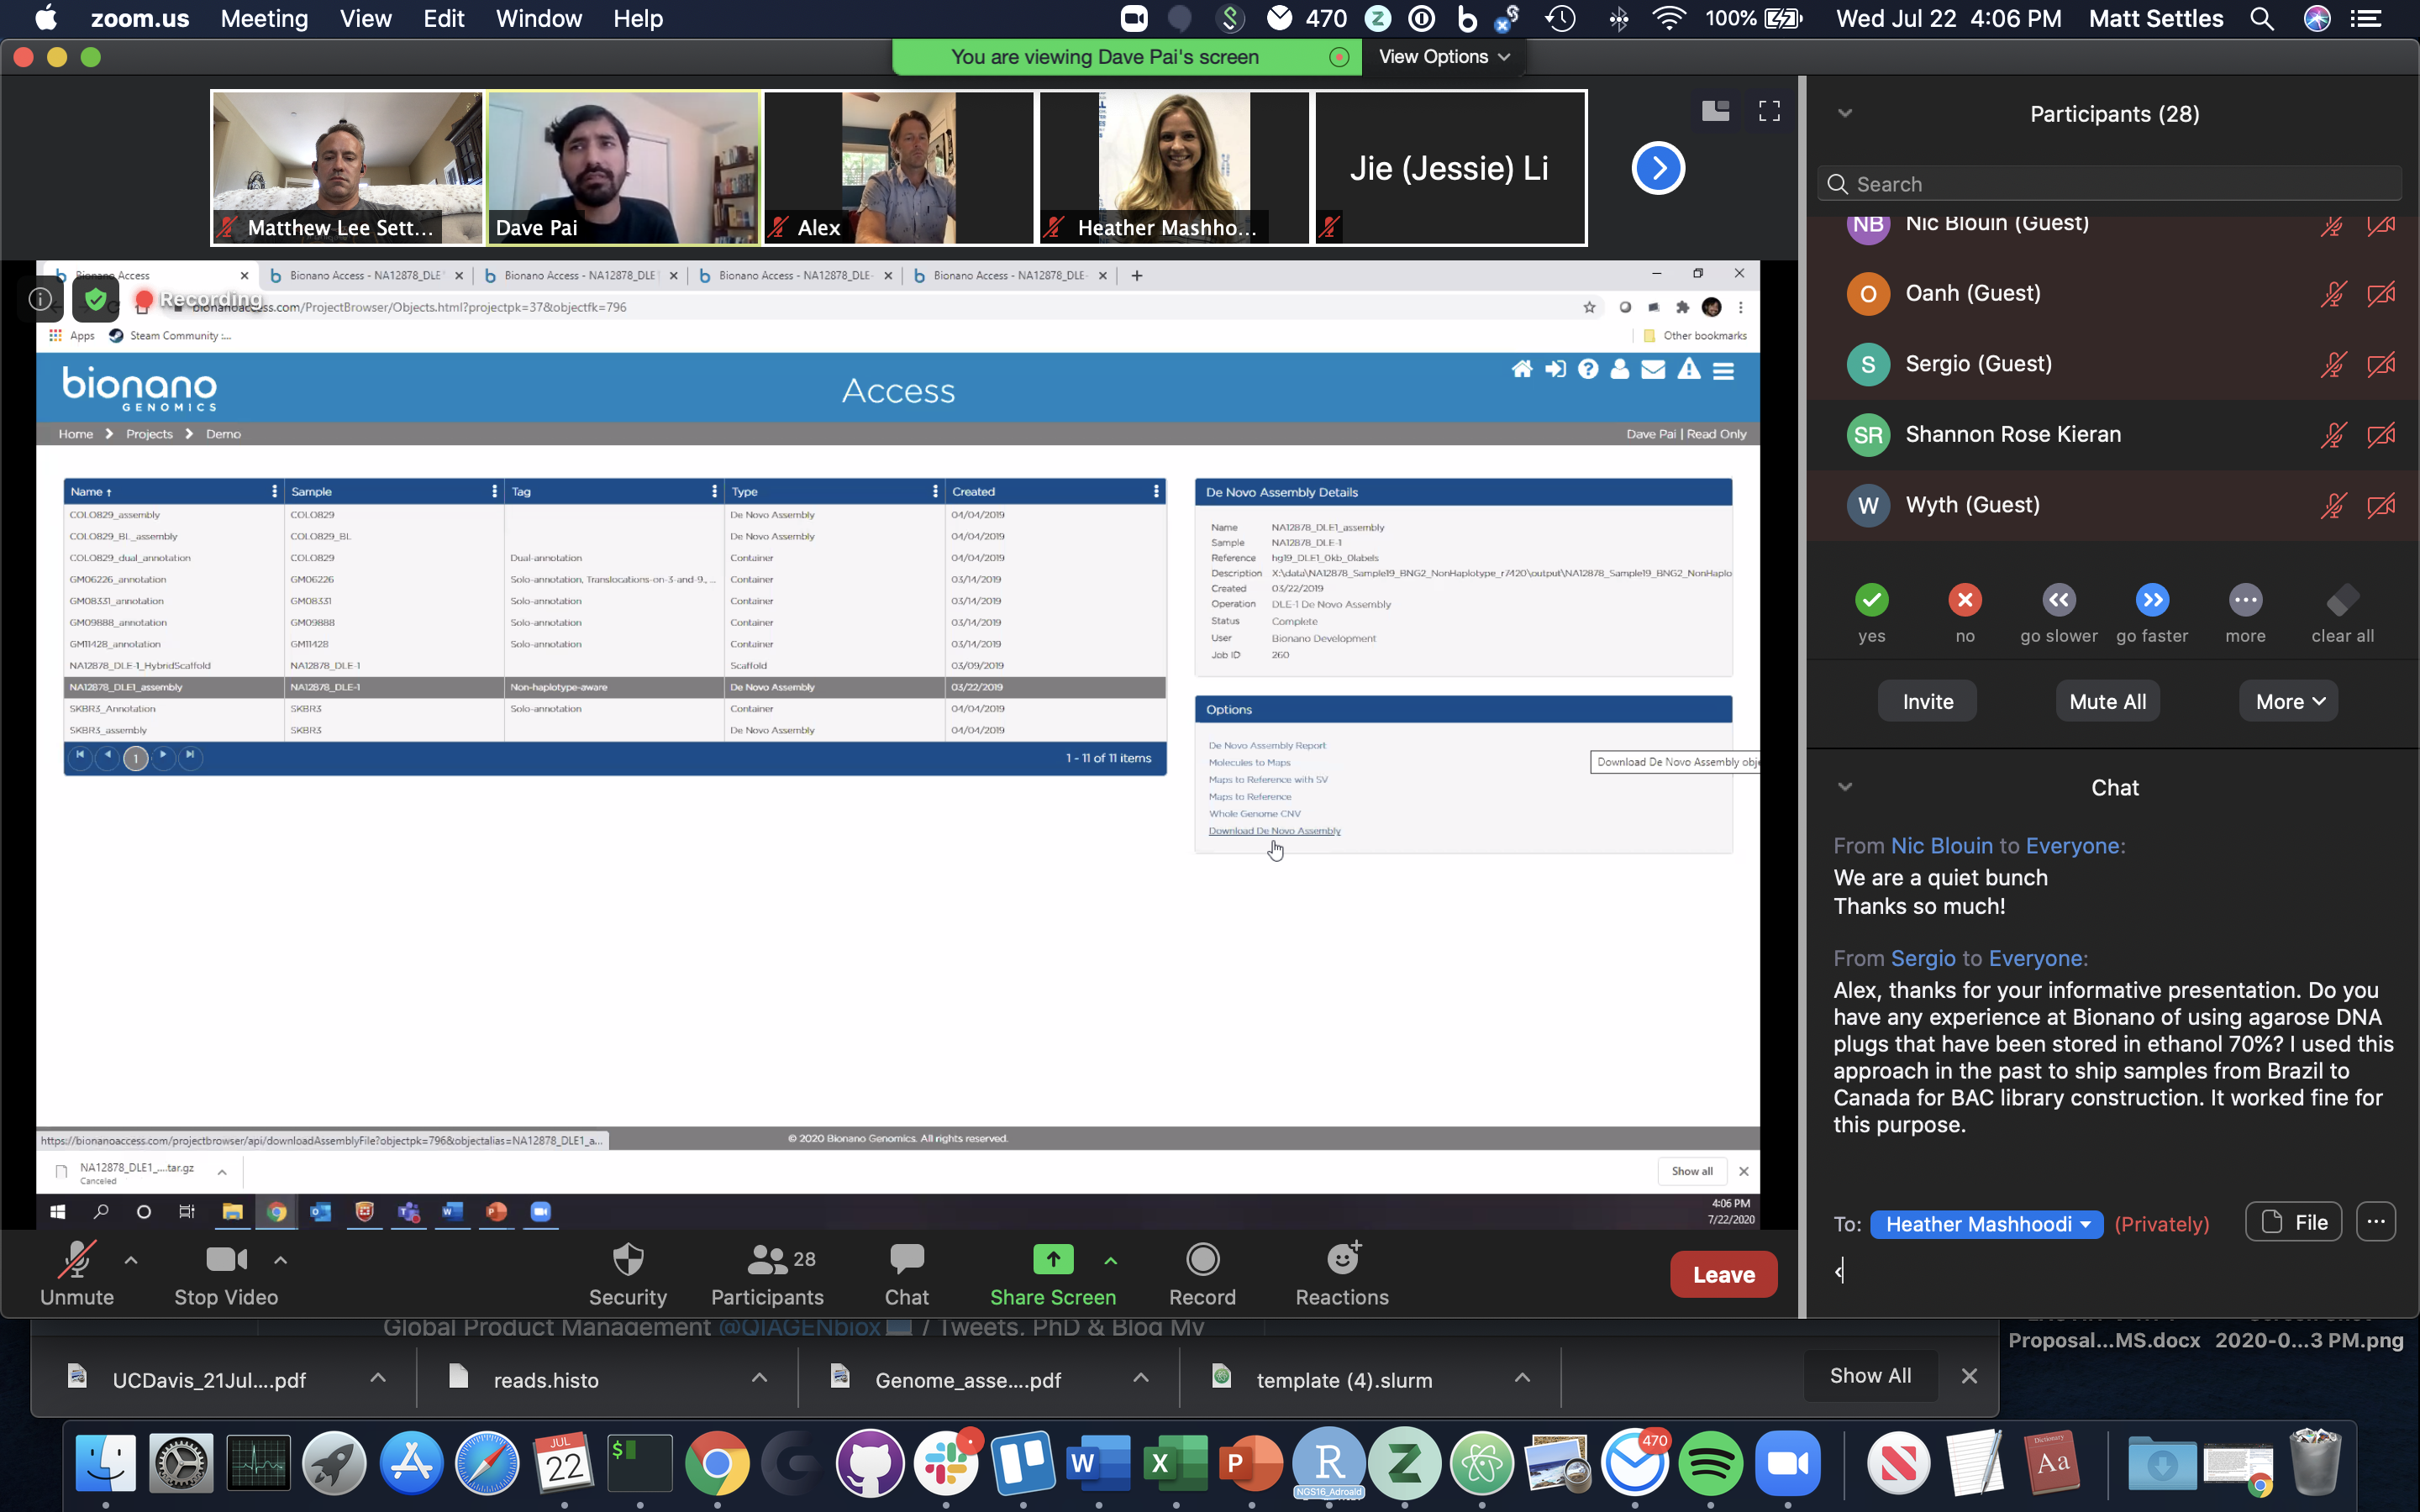 zoom.us Meeting View Edit Window Help 470 100% Wed Jul 22 4:06 PM Matt Settles
You are viewing Dave Pai's screen View Options
Matthew Lee Sett...
Dave Pai
Alex
Heather Mashho...
Jie (Jessie) Li
Participants (28)
Search
NB Nic Blouin (Guest)
O Oanh (Guest)
S Sergio (Guest)
SR Shannon Rose Kieran
W Wyth (Guest)
yes no go slower go faster more clear all
Invite Mute All More
Bionano Access Bionano Access - NA12878_DLE Bionano Access - NA12878_DLE Bionano Access - NA12878_DLE- Bionano Access - NA12878_DLE-
Recording
bionanoaccess.com/ProjectBrowser/Objects.html?projectpk=37&objectfk=796
Apps Steam Community :... Other bookmarks
bionano
GENOMICS
Access
Home Projects Demo Dave Pai | Read Only
Name ↑ Sample Tag Type Created
COLO829_assembly COLO829 De Novo Assembly 04/04/2019
COLO829_BL_assembly COLO829_BL De Novo Assembly 04/04/2019
COLO829_dual_annotation COLO829 Dual-annotation Container 04/04/2019
GM06226_annotation GM06226 Solo-annotation, Translocations-on-3-and-9., ... Container 03/14/2019
GM08331_annotation GM08331 Solo-annotation Container 03/14/2019
GM09888_annotation GM09888 Solo-annotation Container 03/14/2019
GM11428_annotation GM11428 Solo-annotation Container 03/14/2019
NA12878_DLE-1_HybridScaffold NA12878_DLE-1 Scaffold 03/09/2019
NA12878_DLE1_assembly NA12878_DLE-1 Non-haplotype-aware De Novo Assembly 03/22/2019
SKBR3_Annotation SKBR3 Solo-annotation Container 04/04/2019
SKBR3_assembly SKBR3 De Novo Assembly 04/04/2019
1 1 - 11 of 11 items
De Novo Assembly Details
Name NA12878_DLE1_assembly
Sample NA12878_DLE-1
Reference hg19_DLE1_0kb_0labels
Description X:\data\NA12878_Sample19_BNG2_NonHaplotype_r7420\output\NA12878_Sample19_BNG2_NonHaplo
Created 03/22/2019
Operation DLE-1 De Novo Assembly
Status Complete
User Bionano Development
Job ID 260
Options
De Novo Assembly Report
Molecules to Maps
Maps to Reference with SV
Maps to Reference
Whole Genome CNV
Download De Novo Assembly
Download De Novo Assembly obje
https://bionanoaccess.com/projectbrowser/api/downloadAssemblyFile?objectpk=796&objectalias=NA12878_DLE1_a...
© 2020 Bionano Genomics. All rights reserved.
NA12878_DLE1_....tar.gz
Canceled
Show all
4:06 PM
7/22/2020
Chat
From Nic Blouin to Everyone:
We are a quiet bunch
Thanks so much!
From Sergio to Everyone:
Alex, thanks for your informative presentation. Do you
have any experience at Bionano of using agarose DNA
plugs that have been stored in ethanol 70%? I used this
approach in the past to ship samples from Brazil to
Canada for BAC library construction. It worked fine for
this purpose.
To: Heather Mashhoodi (Privately) File
‹
Unmute Stop Video Security Participants 28 Chat Share Screen Record Reactions Leave
Global Product Management @QIAGENbiox / Tweets, PhD & Blog My
Proposal...MS.docx 2020-0...3 PM.png
UCDavis_21Jul....pdf reads.histo Genome_asse....pdf template (4).slurm Show All
JUL
22
$
W X P R
NGS16_Adroald
Z
470
Dictionary
Aa